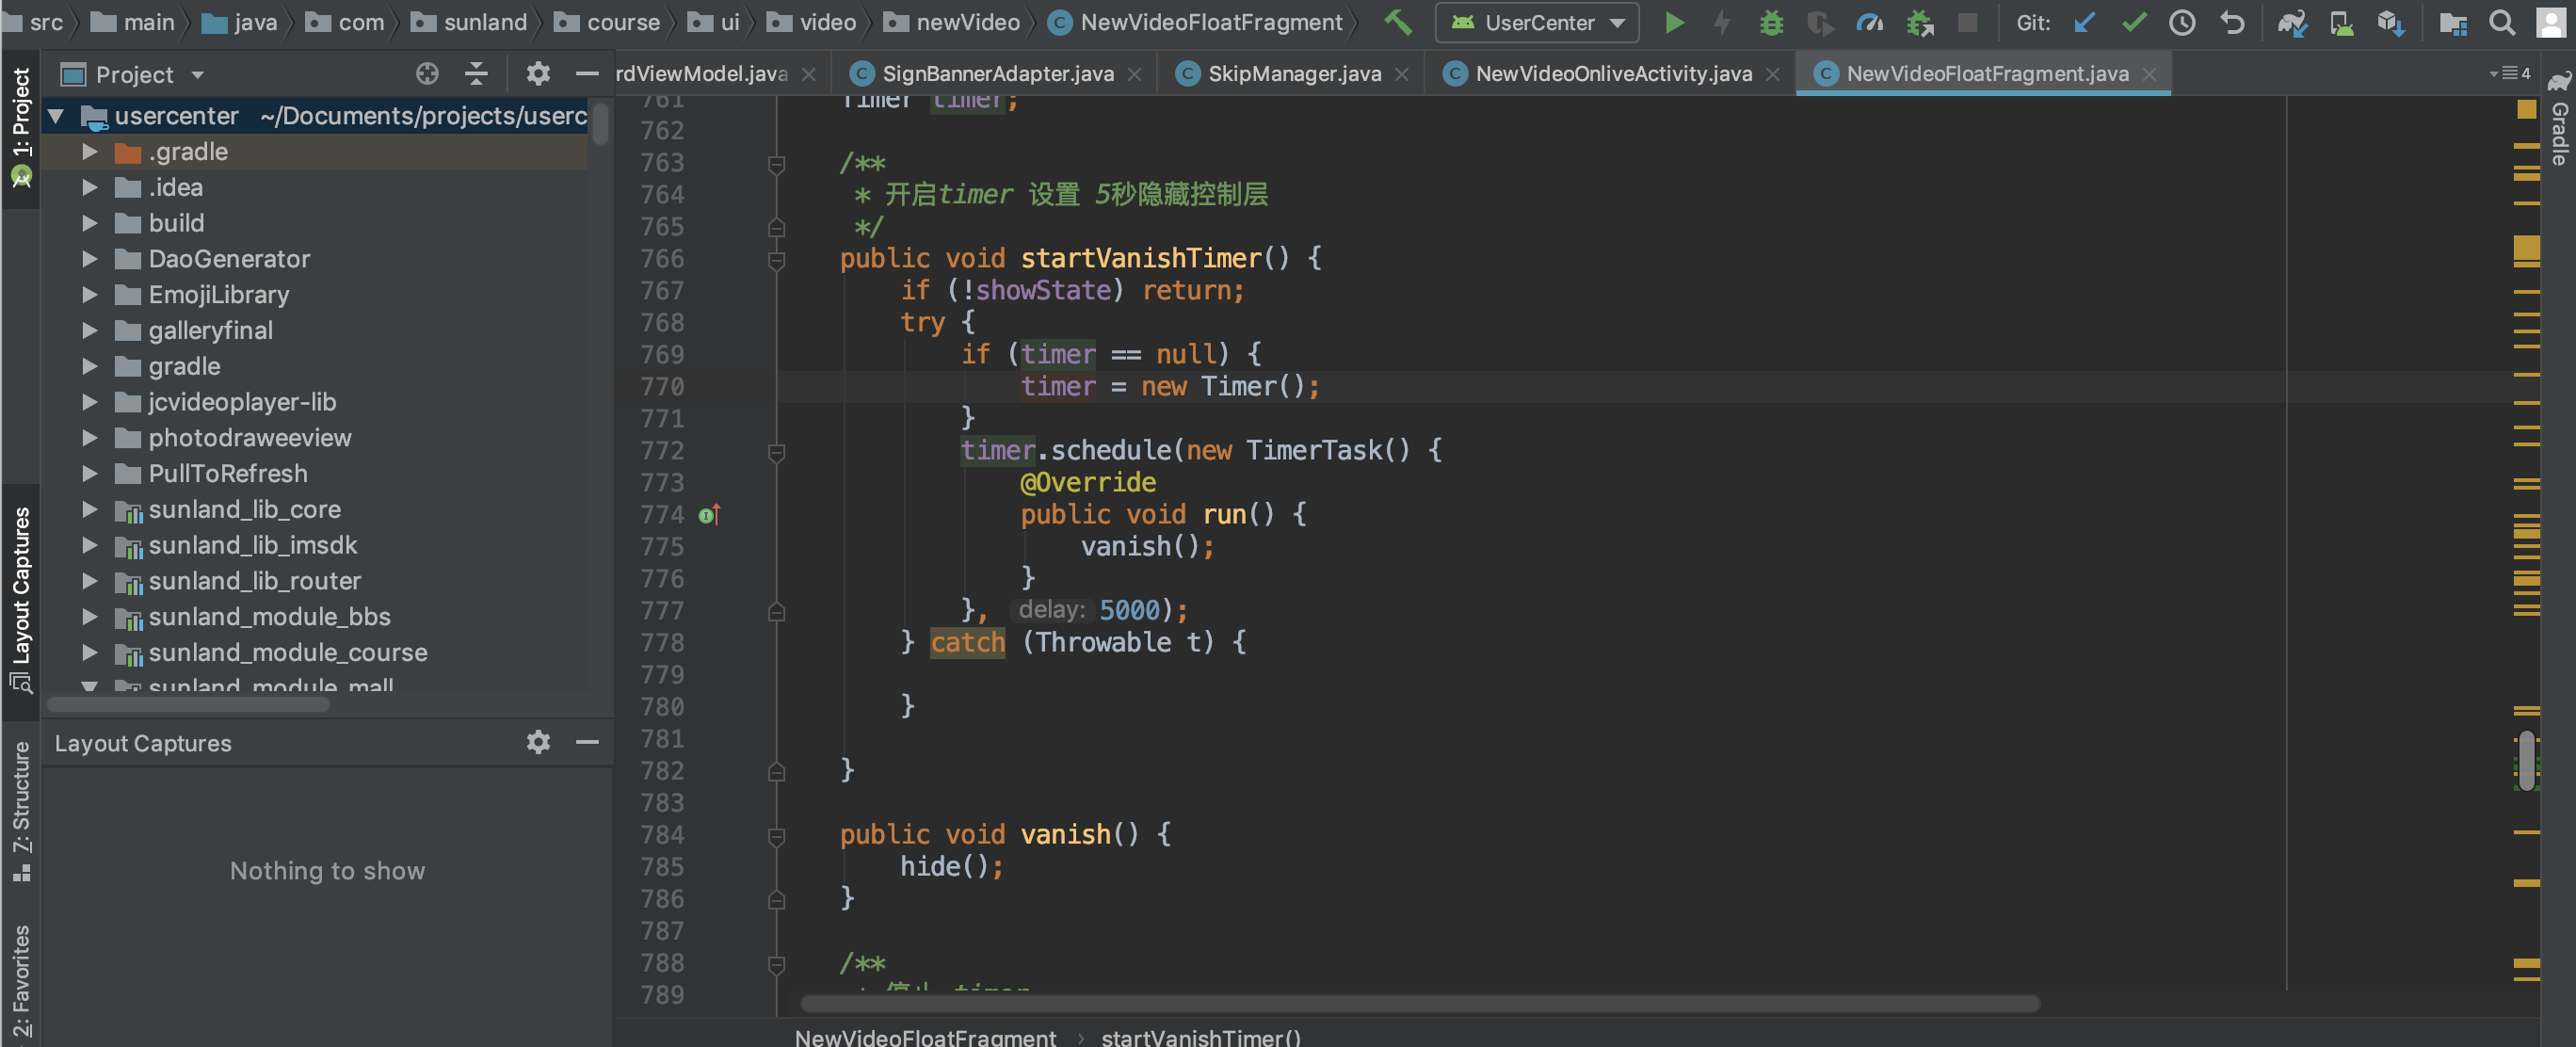 src main java com sunland course ui video newVideo NewVideoFloatFragment UserCenter Git:
Project
rdViewModel.java SignBannerAdapter.java SkipManager.java NewVideoOnliveActivity.java NewVideoFloatFragment.java 4
1: Project
Layout Captures
7: Structure
2: Favorites
usercenter ~/Documents/projects/userc
.gradle
.idea
build
DaoGenerator
EmojiLibrary
galleryfinal
gradle
jcvideoplayer-lib
photodraweeview
PullToRefresh
sunland_lib_core
sunland_lib_imsdk
sunland_lib_router
sunland_module_bbs
sunland_module_course
sunland_module_mall
Layout Captures
Nothing to show
761 Timer timer;
762
763 /**
764 * 开启timer 设置 5秒隐藏控制层
765 */
766 public void startVanishTimer() {
767 if (!showState) return;
768 try {
769 if (timer == null) {
770 timer = new Timer();
771 }
772 timer.schedule(new TimerTask() {
773 @Override
774 public void run() {
775 vanish();
776 }
777 }, delay: 5000);
778 } catch (Throwable t) {
779
780 }
781
782 }
783
784 public void vanish() {
785 hide();
786 }
787
788 /**
789 * 停止 timer
NewVideoFloatFragment › startVanishTimer()
Gradle